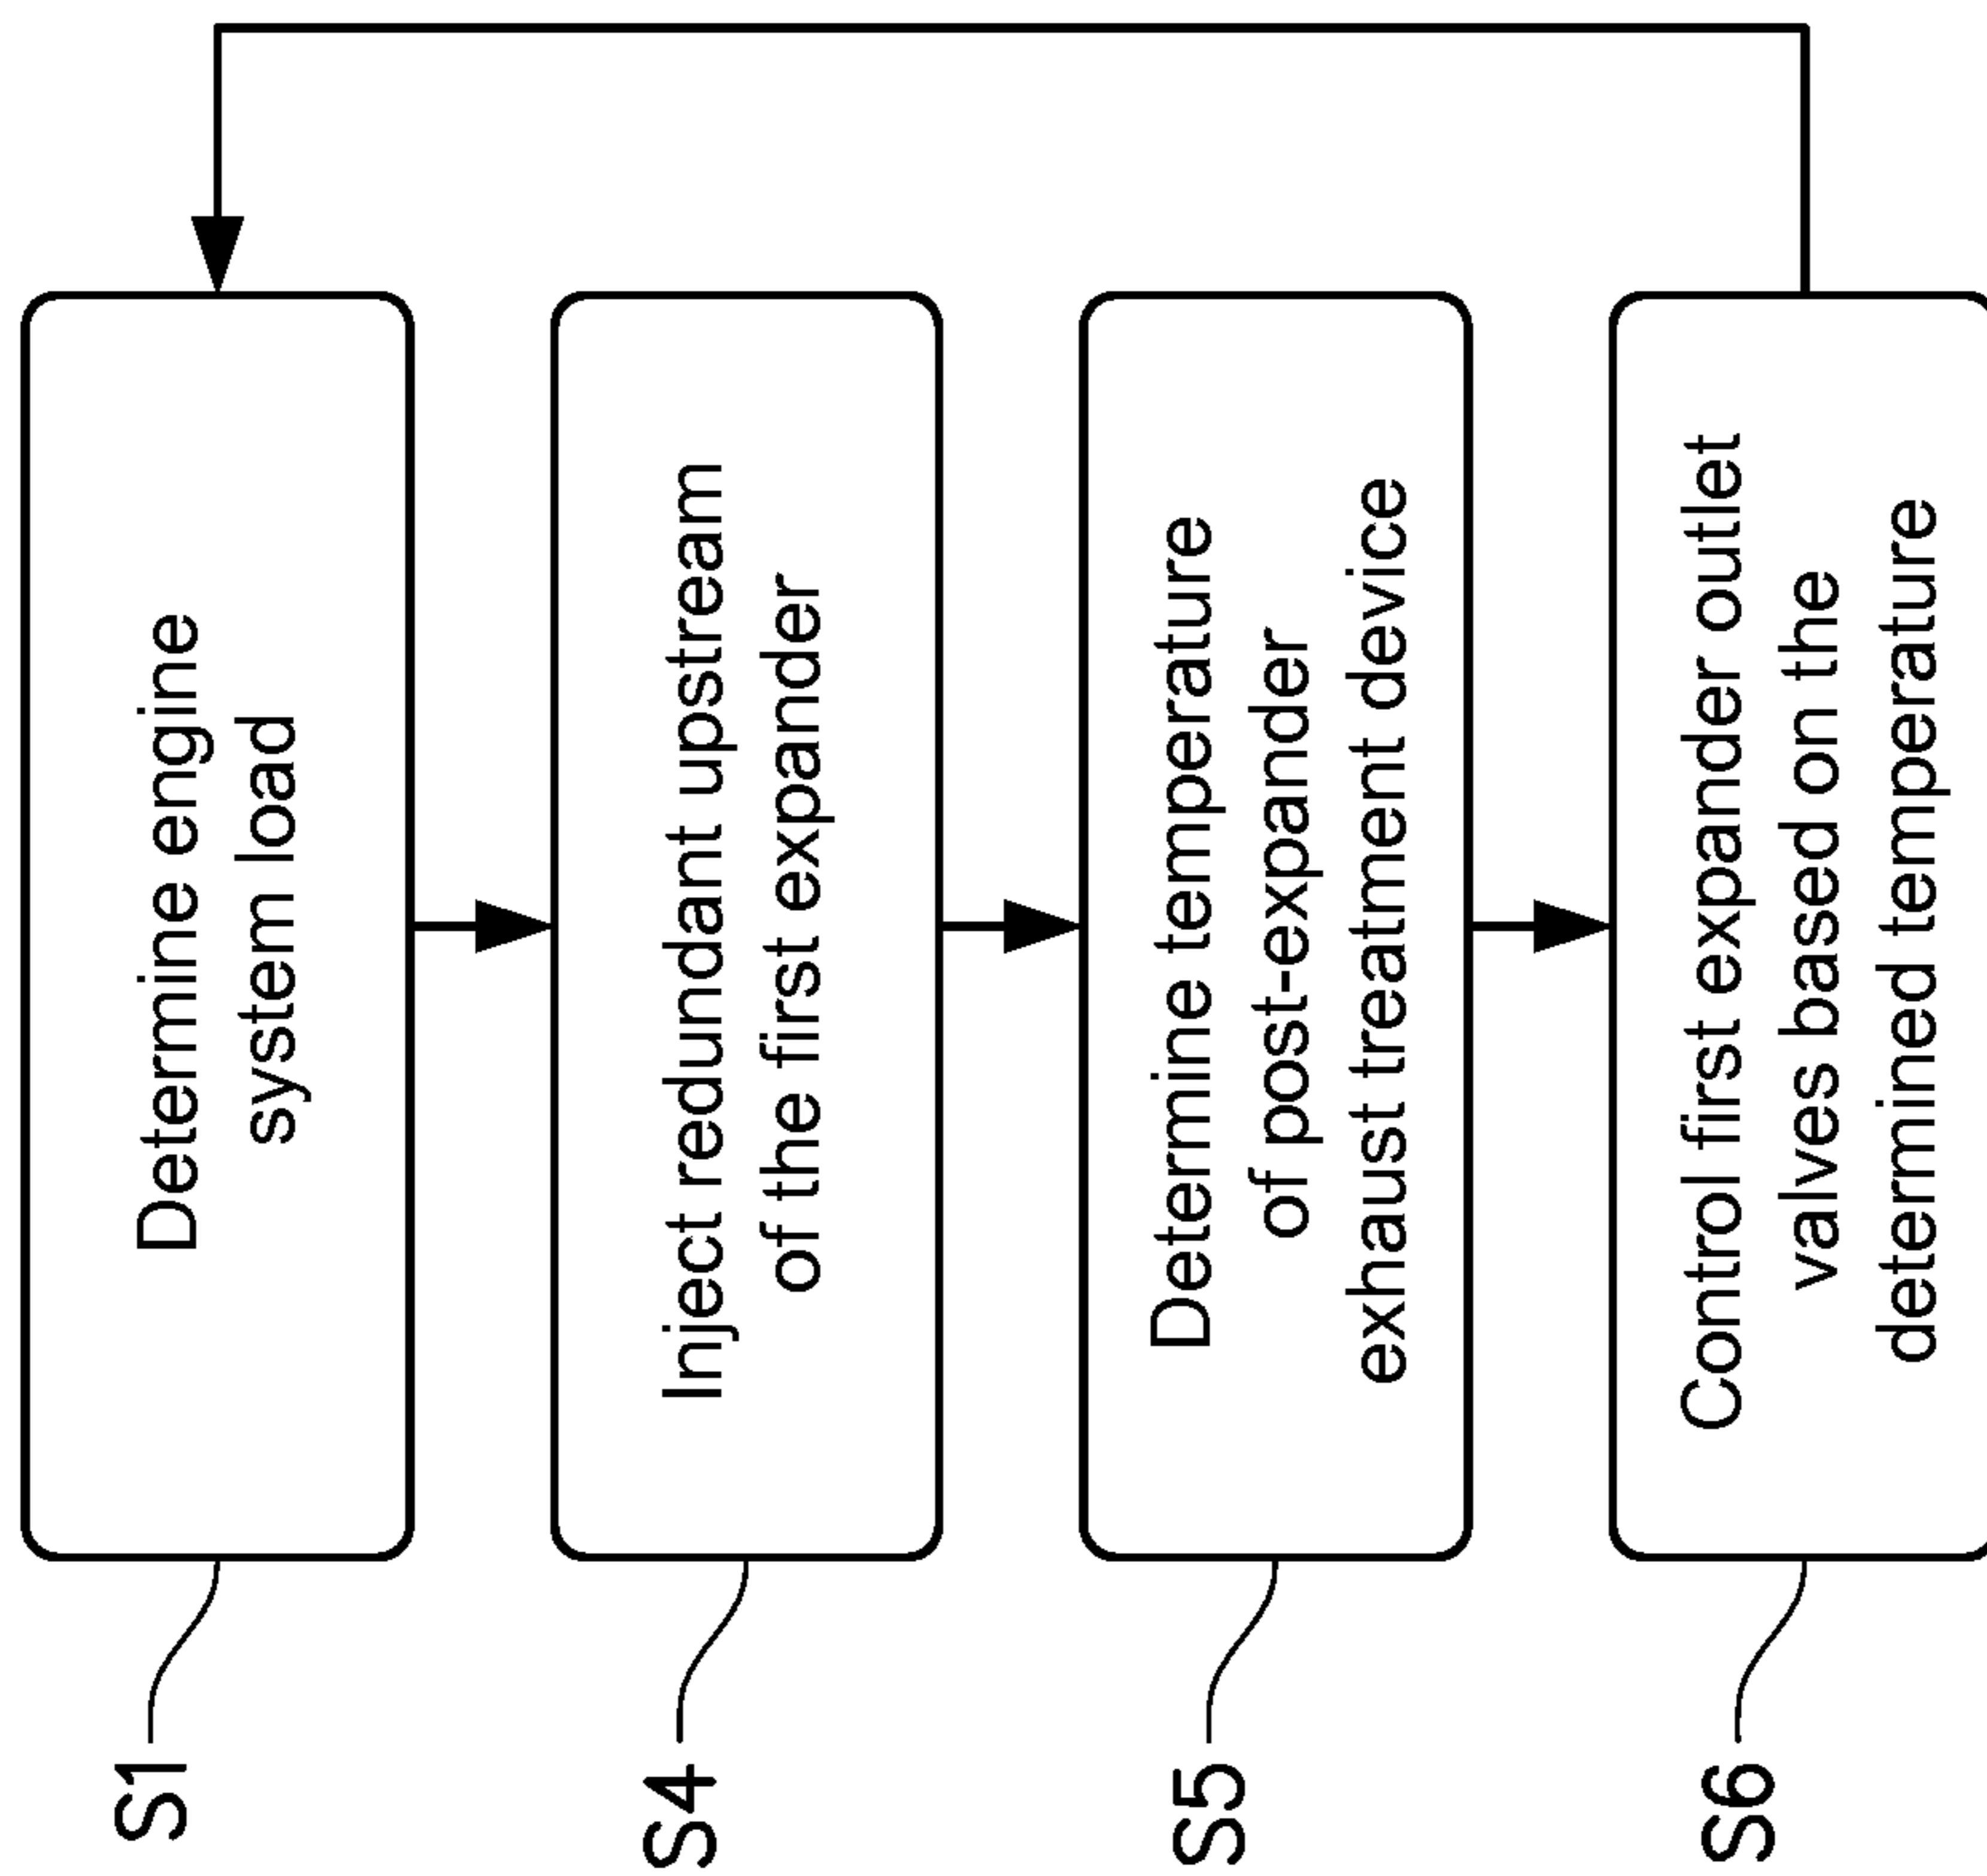 S1
Determine engine
system load
S4
Inject redundant upstream
of the first expander
S5
Determine temperature
of post-expander
exhaust treatment device
S6
Control first expander outlet
valves based on the
determined temperature